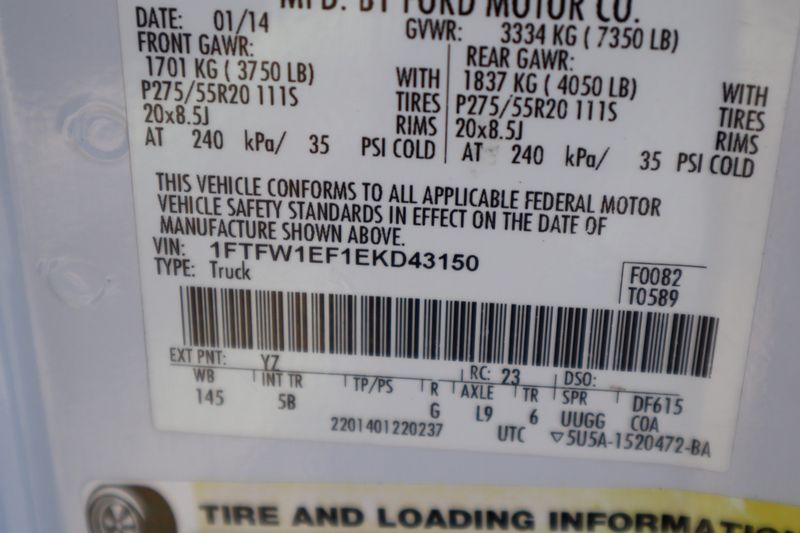 MFD. BY FORD MOTOR CO.
DATE: 01/14 GVWR: 3334 KG ( 7350 LB)
FRONT GAWR: REAR GAWR:
1701 KG ( 3750 LB) WITH 1837 KG ( 4050 LB) WITH
P275/55R20 111S TIRES P275/55R20 111S TIRES
20x8.5J RIMS 20x8.5J RIMS
AT 240 kPa/ 35 PSI COLD AT 240 kPa/ 35 PSI COLD
THIS VEHICLE CONFORMS TO ALL APPLICABLE FEDERAL MOTOR
VEHICLE SAFETY STANDARDS IN EFFECT ON THE DATE OF
MANUFACTURE SHOWN ABOVE.
VIN: 1FTFW1EF1EKD43150
TYPE: Truck
F0082
T0589
EXT PNT: YZ RC: 23 DSO:
WB INT TR TP/PS R AXLE TR SPR DF615
145 5B G L9 6 UUGG COA
2201401220237 UTC ▽5U5A-1520472-BA
TIRE AND LOADING INFORMATION